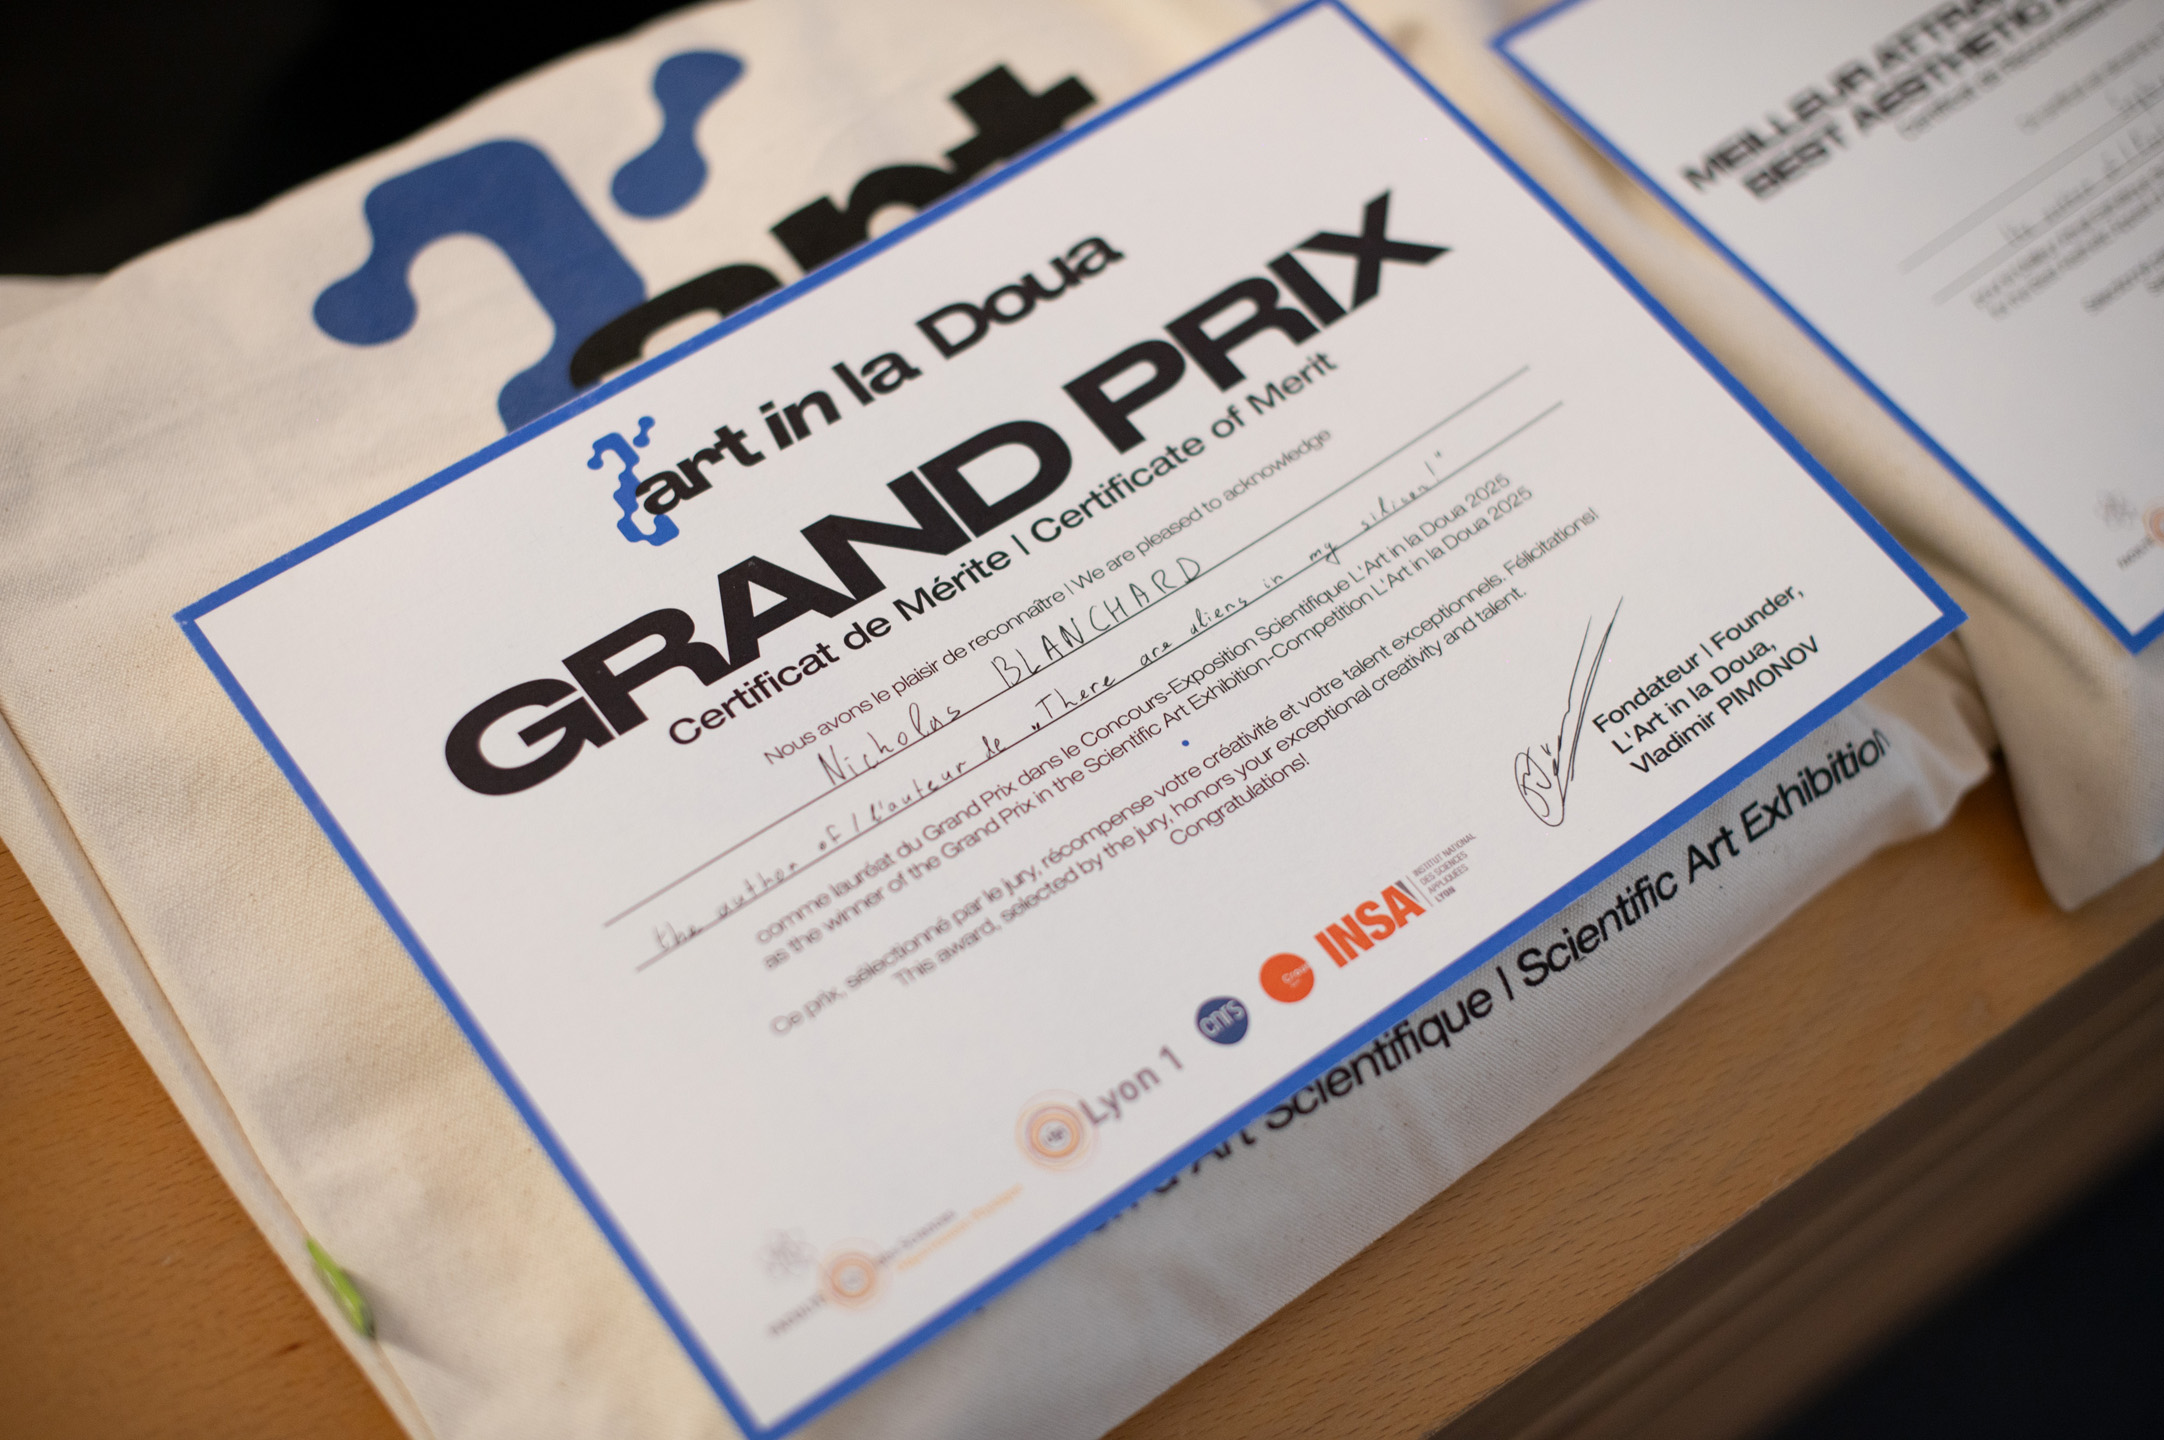 art
art in la Doua
GRAND PRIX
Certificat de Mérite | Certificate of Merit
Nous avons le plaisir de reconnaître | We are pleased to acknowledge
Nicholas BLANCHARD
the author of / l'auteur de „There are aliens in my silicon!"
comme lauréat du Grand Prix dans le Concours-Exposition Scientifique L'Art in la Doua 2025
as the winner of the Grand Prix in the Scientific Art Exhibition-Competition L'Art in la Doua 2025
Ce prix, sélectionné par le jury, récompense votre créativité et votre talent exceptionnels. Félicitations!
This award, selected by the jury, honors your exceptional creativity and talent.
Congratulations!
Fondateur | Founder,
L'Art in la Doua,
Vladimir PIMONOV
Lyon 1
cnrs
Crous
INSA
INSTITUT NATIONAL
DES SCIENCES
APPLIQUÉES
LYON
Art Scientifique | Scientific Art Exhibition
MEILLEUR ATTRA
BEST AESTHETIC